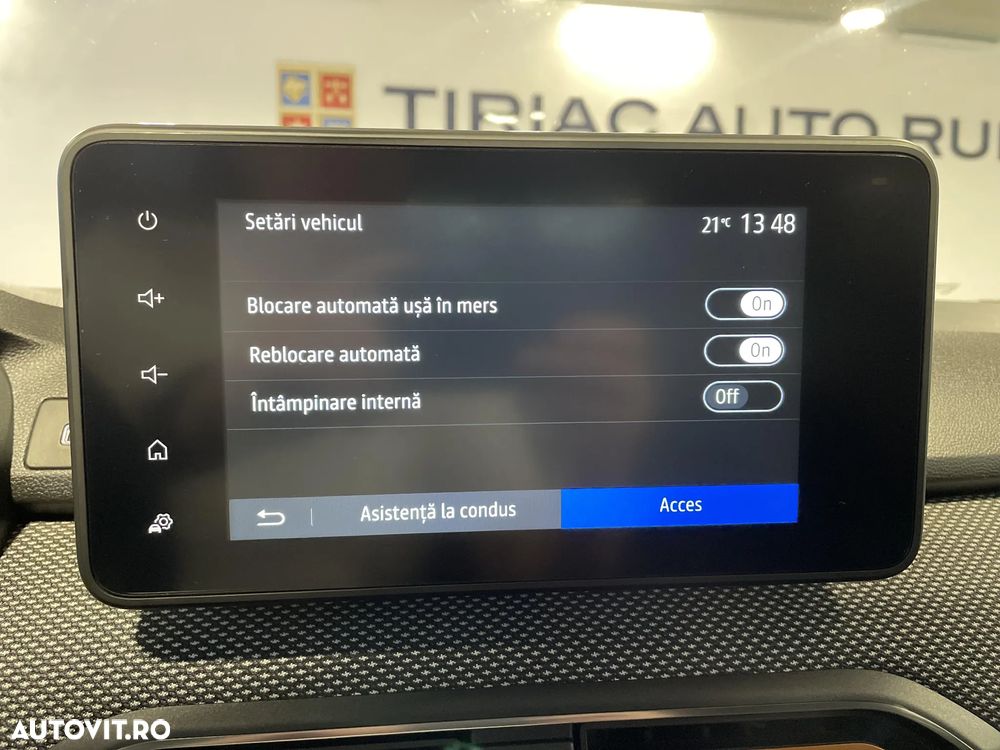 TIRIAC AUTO RUL
Setări vehicul
21°C 13 48
Blocare automată ușă în mers
On
Reblocare automată
On
Întâmpinare internă
Off
Asistență la condus
Acces
AUTOVIT.RO